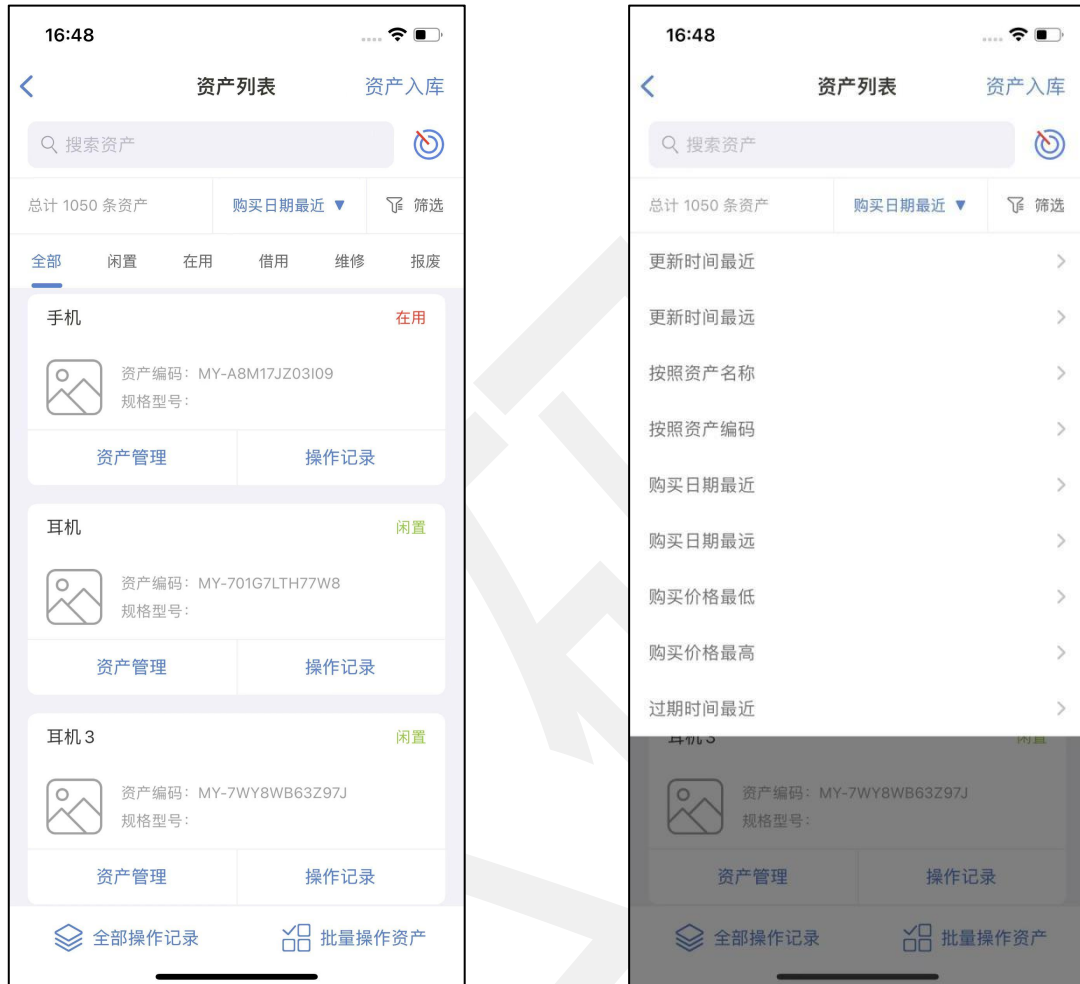 16:48
资产列表
资产入库
搜索资产
总计 1050 条资产
购买日期最近 ▼
筛选
全部 闲置 在用 借用 维修 报废
手机 在用
资产编码：MY-A8M17JZ03I09
规格型号：
资产管理 操作记录
耳机 闲置
资产编码：MY-701G7LTH77W8
规格型号：
资产管理 操作记录
耳机 3 闲置
资产编码：MY-7WY8WB63Z97J
规格型号：
资产管理 操作记录
全部操作记录 批量操作资产
16:48
资产列表
资产入库
搜索资产
总计 1050 条资产
购买日期最近 ▼
筛选
更新时间最近
更新时间最远
按照资产名称
按照资产编码
购买日期最近
购买日期最远
购买价格最低
购买价格最高
过期时间最近
耳机 3 闲置
资产编码：MY-7WY8WB63Z97J
规格型号：
资产管理 操作记录
全部操作记录 批量操作资产